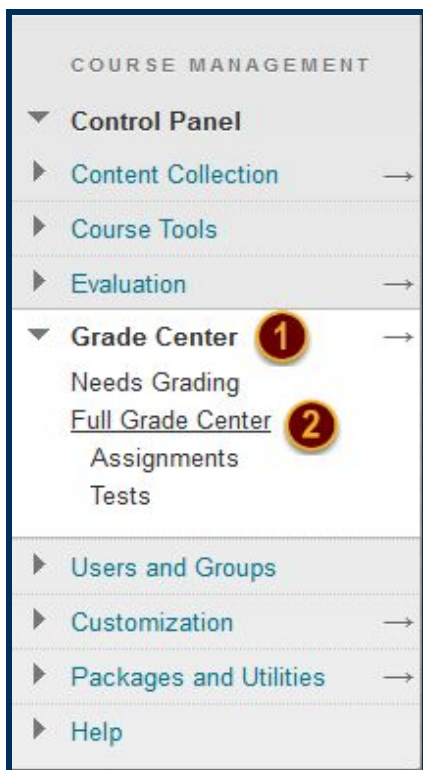 COURSE MANAGEMENT
Control Panel
Content Collection
Course Tools
Evaluation
Grade Center 1
Needs Grading
Full Grade Center 2
Assignments
Tests
Users and Groups
Customization
Packages and Utilities
Help